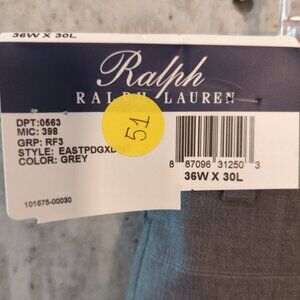 36W X 30L
Ralph
RALPH LAUREN
DPT:0563
MIC: 398
GRP: RF3
STYLE: EASTPDGXD
COLOR: GREY
51
8 87096 31250 3
36W X 30L
101675-00030